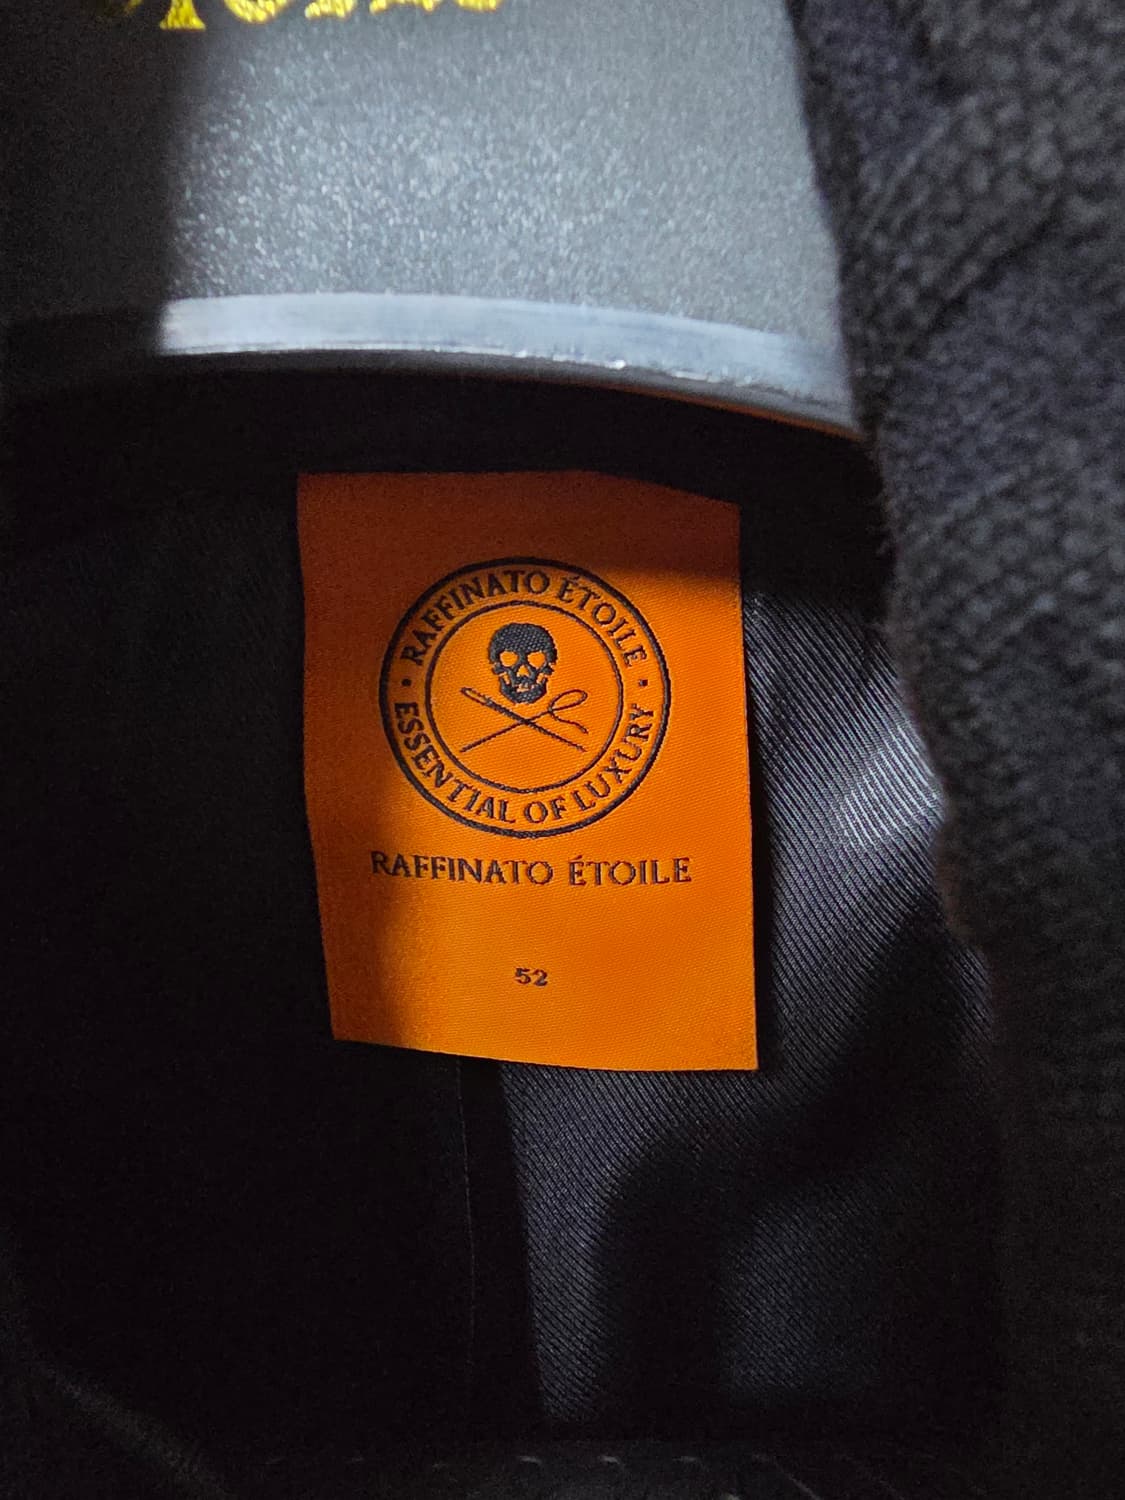 RAFFINATO ÉTOILE
ESSENTIAL OF LUXURY
RAFFINATO ÉTOILE
52